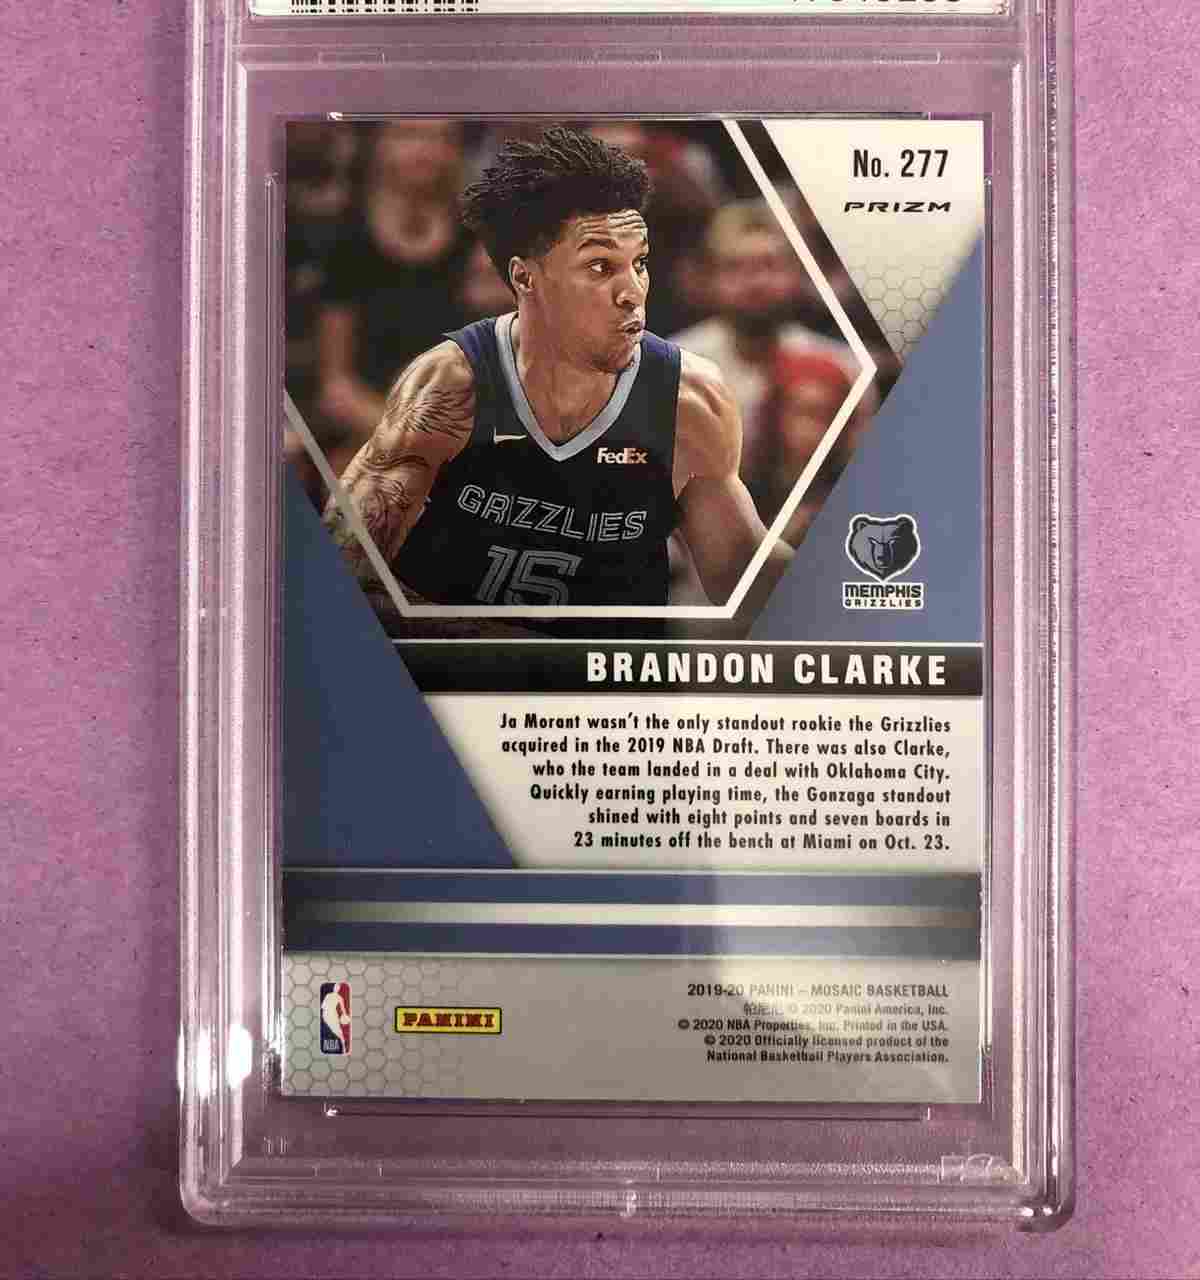 No. 277
PRIZM
FedEx
GRIZZLIES
15
MEMPHIS
GRIZZLIES
BRANDON CLARKE
Ja Morant wasn't the only standout rookie the Grizzlies
acquired in the 2019 NBA Draft. There was also Clarke,
who the team landed in a deal with Oklahoma City.
Quickly earning playing time, the Gonzaga standout
shined with eight points and seven boards in
23 minutes off the bench at Miami on Oct. 23.
2019-20 PANINI – MOSAIC BASKETBALL
帕尼尼 © 2020 Panini America, Inc.
© 2020 NBA Properties, Inc. Printed in the USA.
© 2020 Officially licensed product of the
National Basketball Players Association.
NBA
PANINI